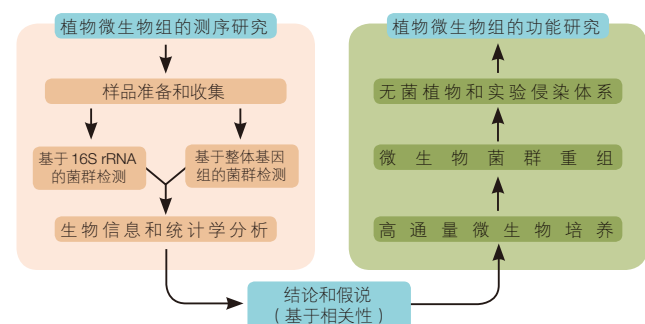 植物微生物组的测序研究
样品准备和收集
基于 16S rRNA
的菌群检测
基于整体基因
组的菌群检测
生物信息和统计学分析
结论和假说
（基于相关性）
植物微生物组的功能研究
无菌植物和实验侵染体系
微生物菌群重组
高通量微生物培养